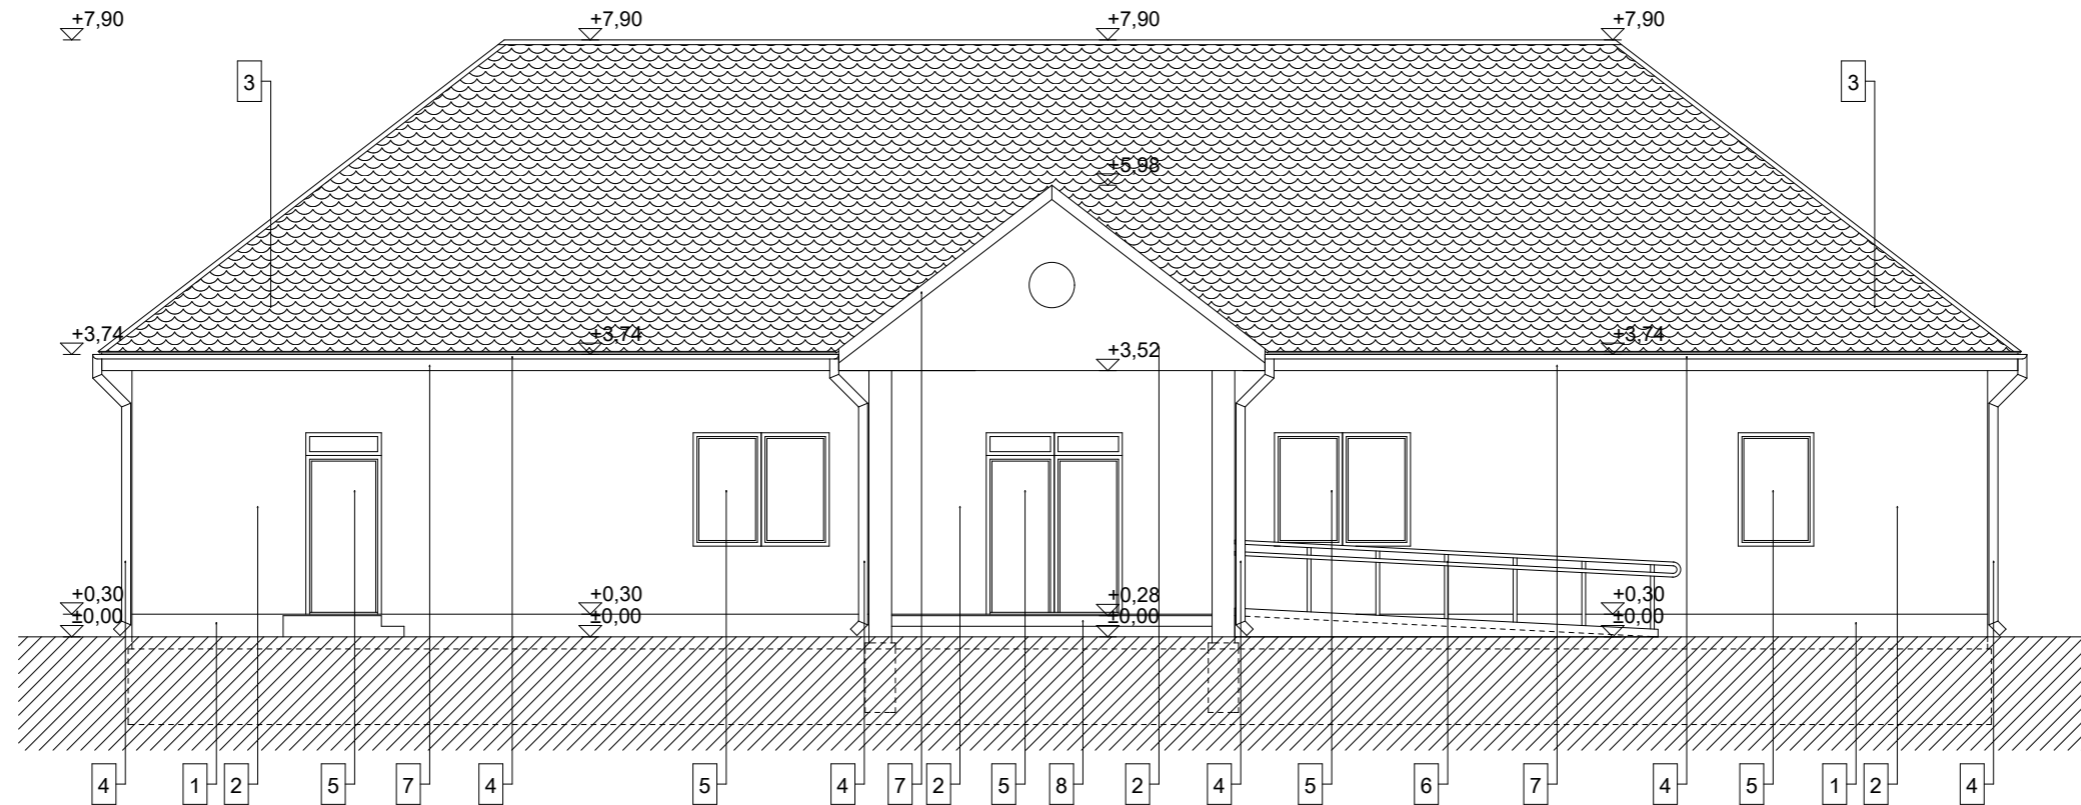 +7,90 +7,90 +7,90 +7,90
3 3
+5,98
+3,74 +3,74 +3,52 +3,74
+0,30 +0,30 +0,28 +0,30
±0,00 ±0,00 ±0,00 ±0,00
4 1 2 5 7 4 5 4 7 2 5 8 2 4 5 6 7 4 5 1 2 4